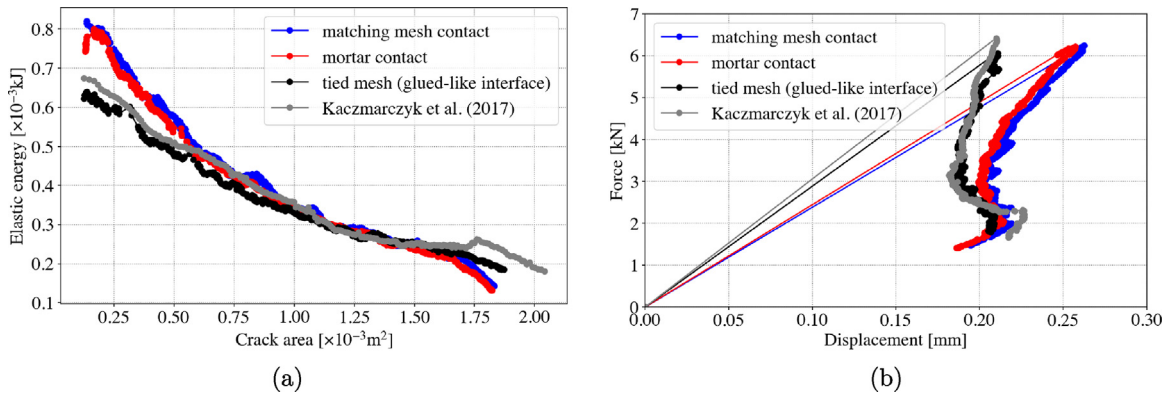 0.8
0.7
0.6
0.5
0.4
0.3
0.2
0.1
Elastic energy [×10⁻³kJ]
matching mesh contact
mortar contact
tied mesh (glued-like interface)
Kaczmarczyk et al. (2017)
0.25 0.50 0.75 1.00 1.25 1.50 1.75 2.00
Crack area [×10⁻³m²]
(a)
7
6
5
4
3
2
1
0
Force [kN]
matching mesh contact
mortar contact
tied mesh (glued-like interface)
Kaczmarczyk et al. (2017)
0.00 0.05 0.10 0.15 0.20 0.25 0.30
Displacement [mm]
(b)